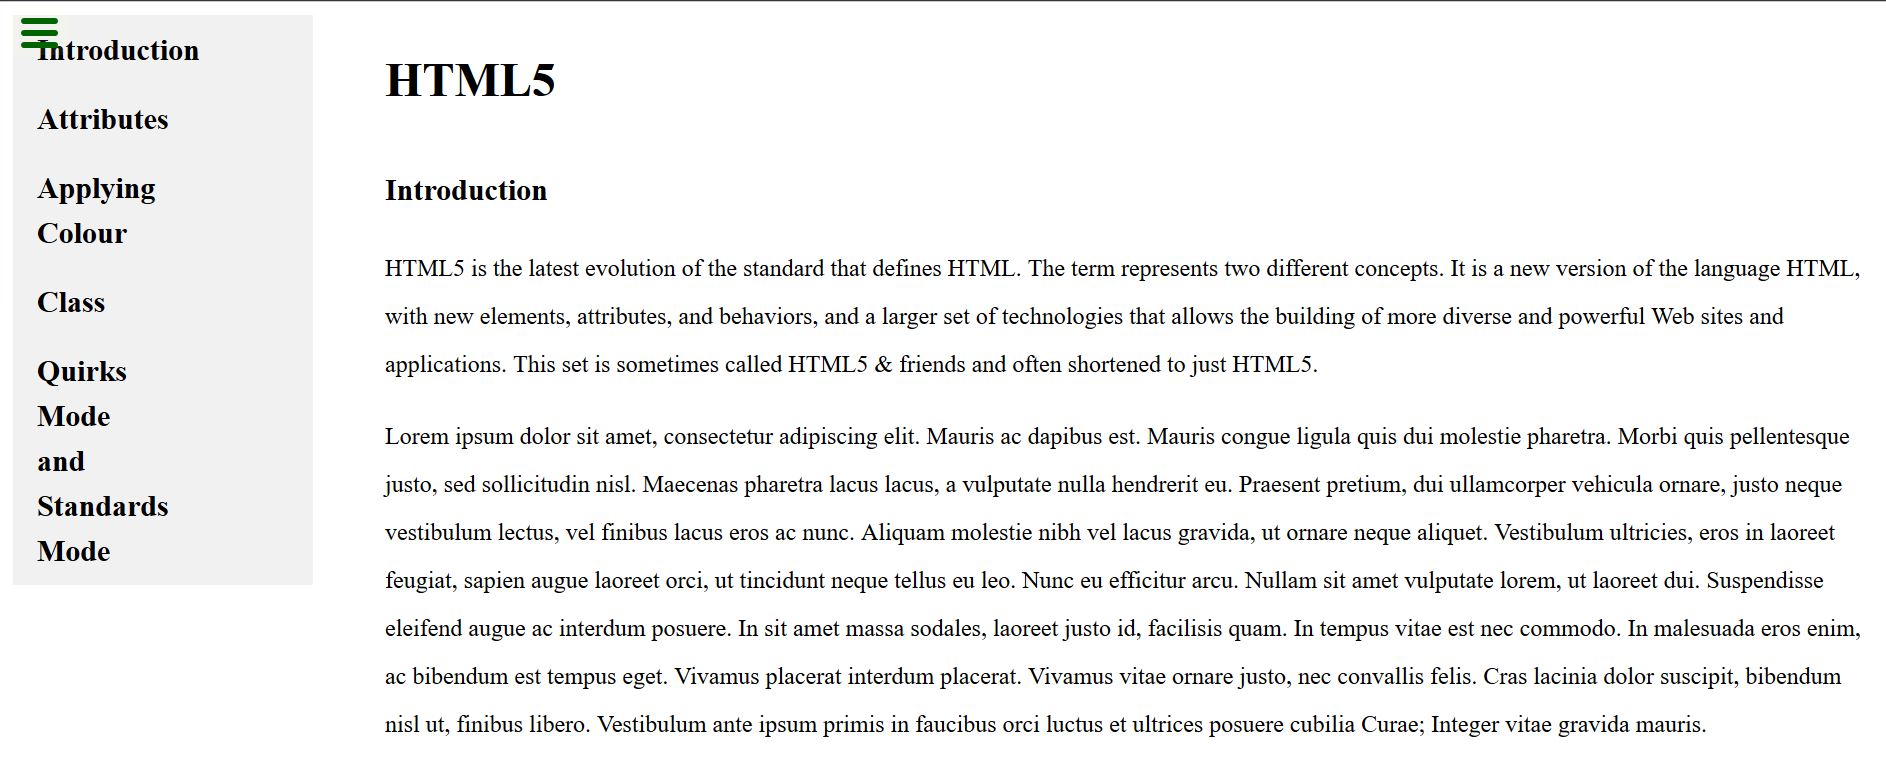 Introduction
Attributes
Applying
Colour
Class
Quirks
Mode
and
Standards
Mode
HTML5
Introduction
HTML5 is the latest evolution of the standard that defines HTML. The term represents two different concepts. It is a new version of the language HTML,
with new elements, attributes, and behaviors, and a larger set of technologies that allows the building of more diverse and powerful Web sites and
applications. This set is sometimes called HTML5 & friends and often shortened to just HTML5.
Lorem ipsum dolor sit amet, consectetur adipiscing elit. Mauris ac dapibus est. Mauris congue ligula quis dui molestie pharetra. Morbi quis pellentesque
justo, sed sollicitudin nisl. Maecenas pharetra lacus lacus, a vulputate nulla hendrerit eu. Praesent pretium, dui ullamcorper vehicula ornare, justo neque
vestibulum lectus, vel finibus lacus eros ac nunc. Aliquam molestie nibh vel lacus gravida, ut ornare neque aliquet. Vestibulum ultricies, eros in laoreet
feugiat, sapien augue laoreet orci, ut tincidunt neque tellus eu leo. Nunc eu efficitur arcu. Nullam sit amet vulputate lorem, ut laoreet dui. Suspendisse
eleifend augue ac interdum posuere. In sit amet massa sodales, laoreet justo id, facilisis quam. In tempus vitae est nec commodo. In malesuada eros enim,
ac bibendum est tempus eget. Vivamus placerat interdum placerat. Vivamus vitae ornare justo, nec convallis felis. Cras lacinia dolor suscipit, bibendum
nisl ut, finibus libero. Vestibulum ante ipsum primis in faucibus orci luctus et ultrices posuere cubilia Curae; Integer vitae gravida mauris.